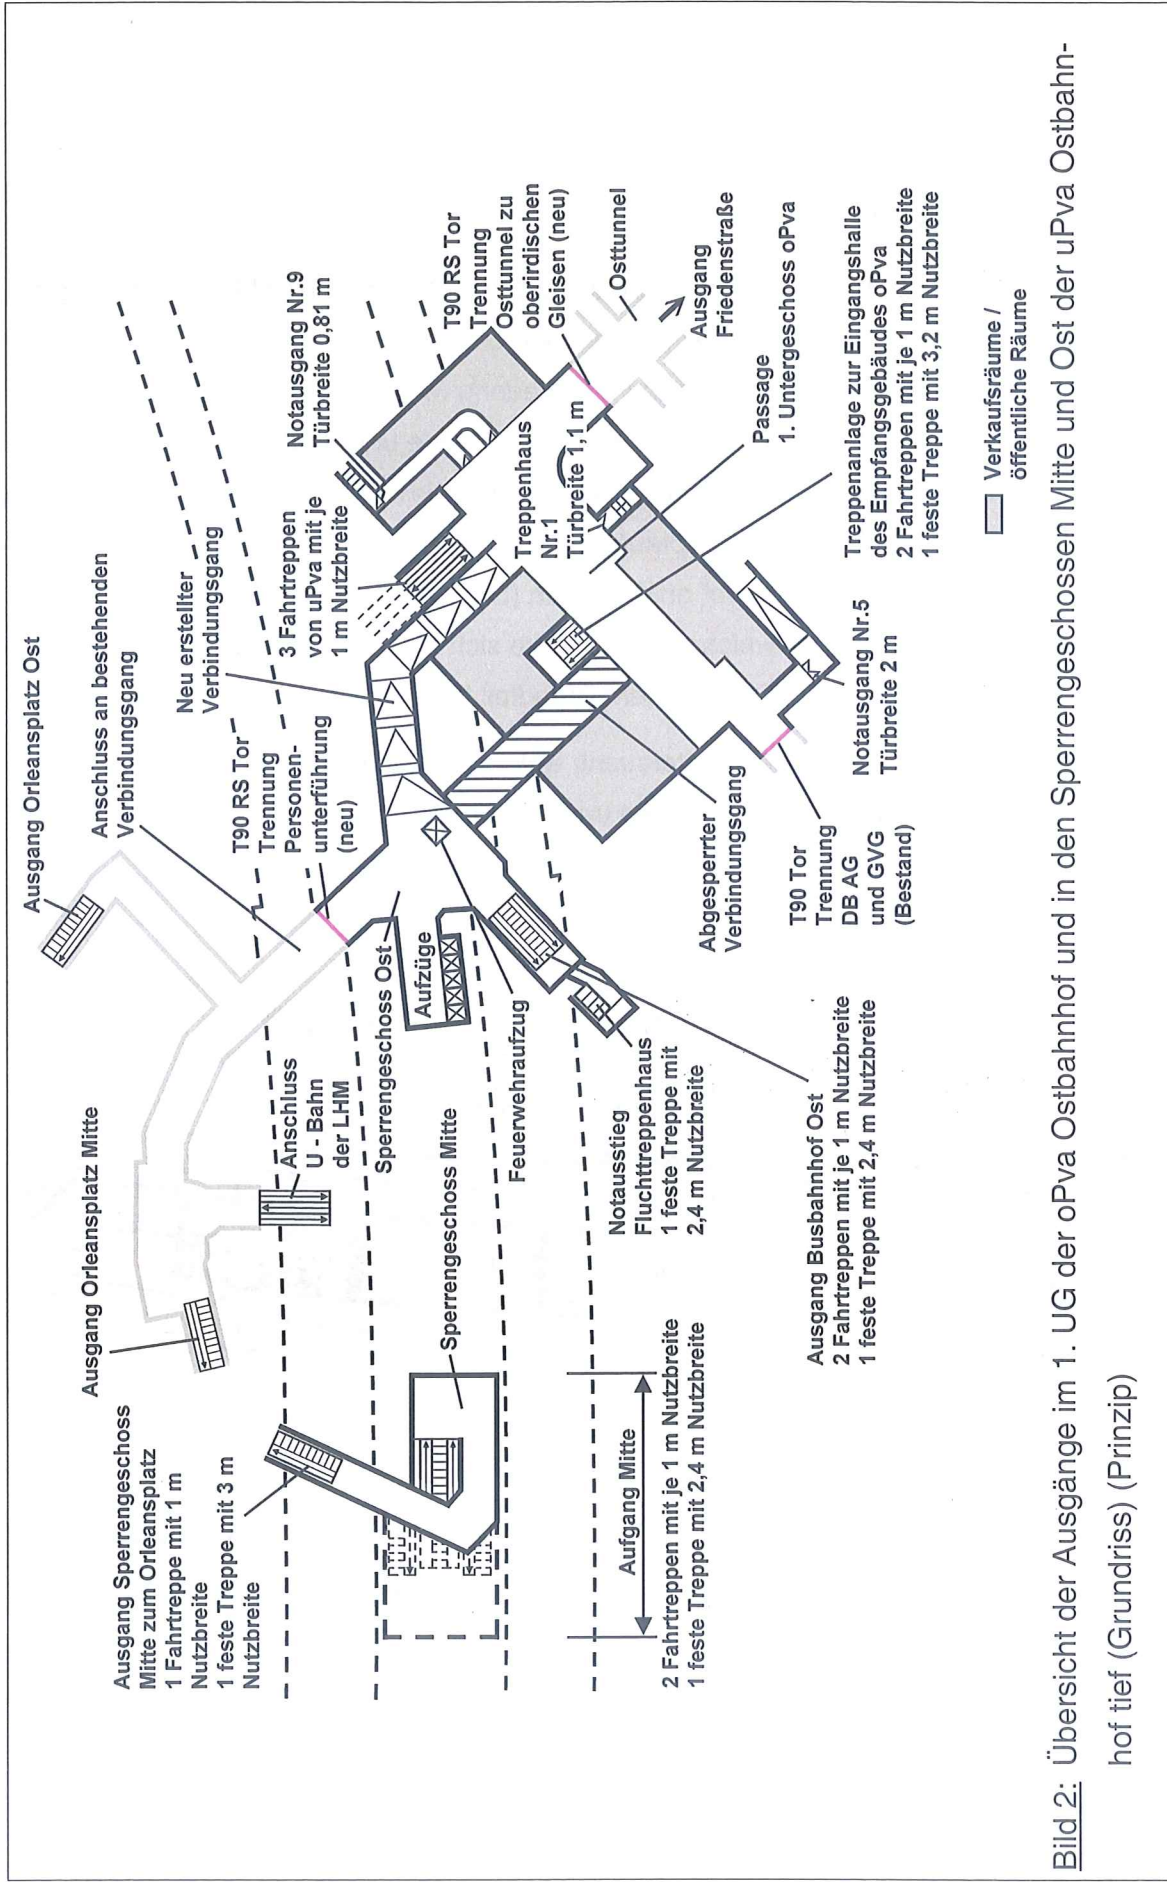 Ausgang Orleansplatz Ost
Anschluss an bestehenden
Verbindungsgang
Neu erstellter
Verbindungsgang
T90 RS Tor
Trennung
Personen-
unterführung
(neu)
3 Fahrtreppen
von uPva mit je
1 m Nutzbreite
Notausgang Nr.9
Türbreite 0,81 m
T90 RS Tor
Trennung
Osttunnel zu
oberirdischen
Gleisen (neu)
Osttunnel
Ausgang
Friedenstraße
Treppenhaus
Nr.1
Türbreite 1,1 m
Passage
1. Untergeschoss oPva
Treppenanlage zur Eingangshalle
des Empfangsgebäudes oPva
2 Fahrtreppen mit je 1 m Nutzbreite
1 feste Treppe mit 3,2 m Nutzbreite
Notausgang Nr.5
Türbreite 2 m
T90 Tor
Trennung
DB AG
und GVG
(Bestand)
Abgesperrter
Verbindungsgang
Ausgang Orleansplatz Mitte
Anschluss
U - Bahn
der LHM
Sperrengeschoss Ost
Aufzüge
Feuerwehraufzug
Sperrengeschoss Mitte
Notausstieg
Fluchttreppenhaus
1 feste Treppe mit
2,4 m Nutzbreite
Ausgang Busbahnhof Ost
2 Fahrtreppen mit je 1 m Nutzbreite
1 feste Treppe mit 2,4 m Nutzbreite
Ausgang Sperrengeschoss
Mitte zum Orleansplatz
1 Fahrtreppe mit 1 m
Nutzbreite
1 feste Treppe mit 3 m
Nutzbreite
Aufgang Mitte
2 Fahrtreppen mit je 1 m Nutzbreite
1 feste Treppe mit 2,4 m Nutzbreite
Verkaufsräume /
öffentliche Räume
Bild 2: Übersicht der Ausgänge im 1. UG der oPva Ostbahnhof und in den Sperrengeschossen Mitte und Ost der uPva Ostbahn-
hof tief (Grundriss) (Prinzip)